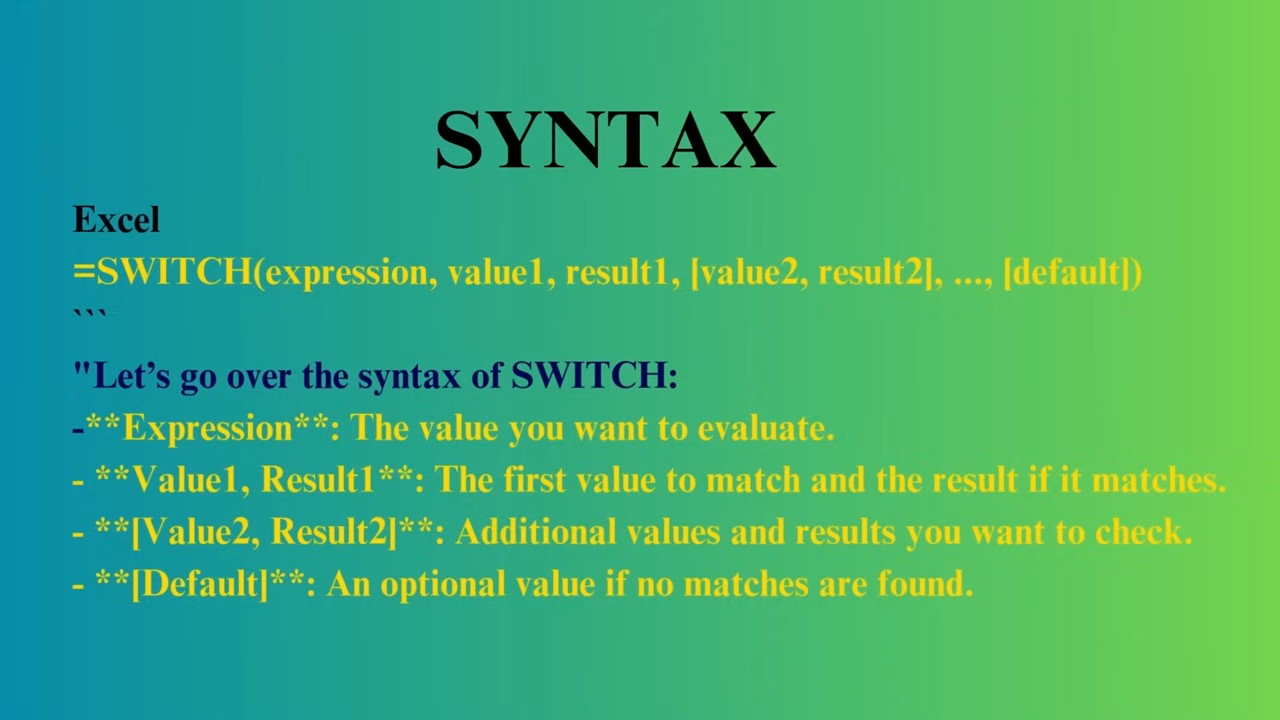 SYNTAX
Excel
=SWITCH(expression, value1, result1, [value2, result2], ..., [default])
```
"Let’s go over the syntax of SWITCH:
-**Expression**: The value you want to evaluate.
- **Value1, Result1**: The first value to match and the result if it matches.
- **[Value2, Result2]**: Additional values and results you want to check.
- **[Default]**: An optional value if no matches are found.